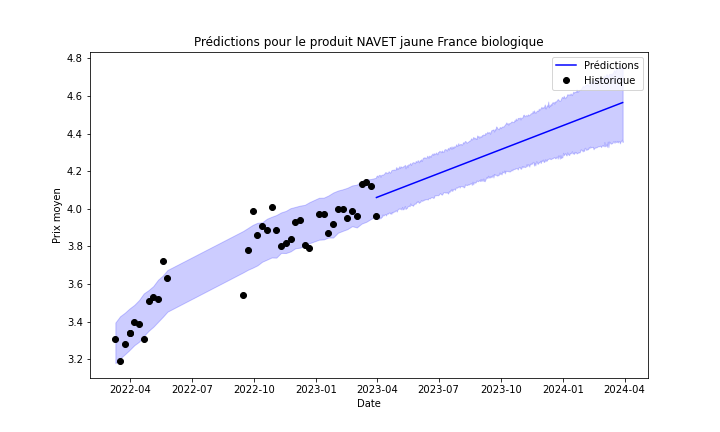 Prédictions pour le produit NAVET jaune France biologique
4.8
4.6
4.4
4.2
4.0
3.8
3.6
3.4
3.2
Prix moyen
Prédictions
Historique
2022-04 2022-07 2022-10 2023-01 2023-04 2023-07 2023-10 2024-01 2024-04
Date